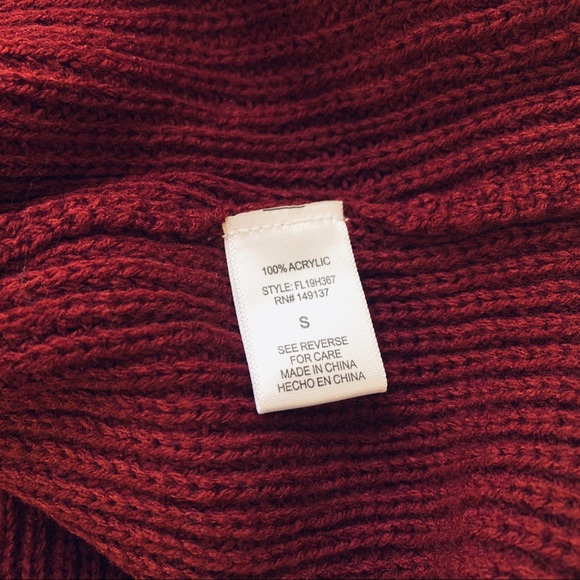 100% ACRYLIC
STYLE: FL19H367
RN# 149137
S
SEE REVERSE
FOR CARE
MADE IN CHINA
HECHO EN CHINA